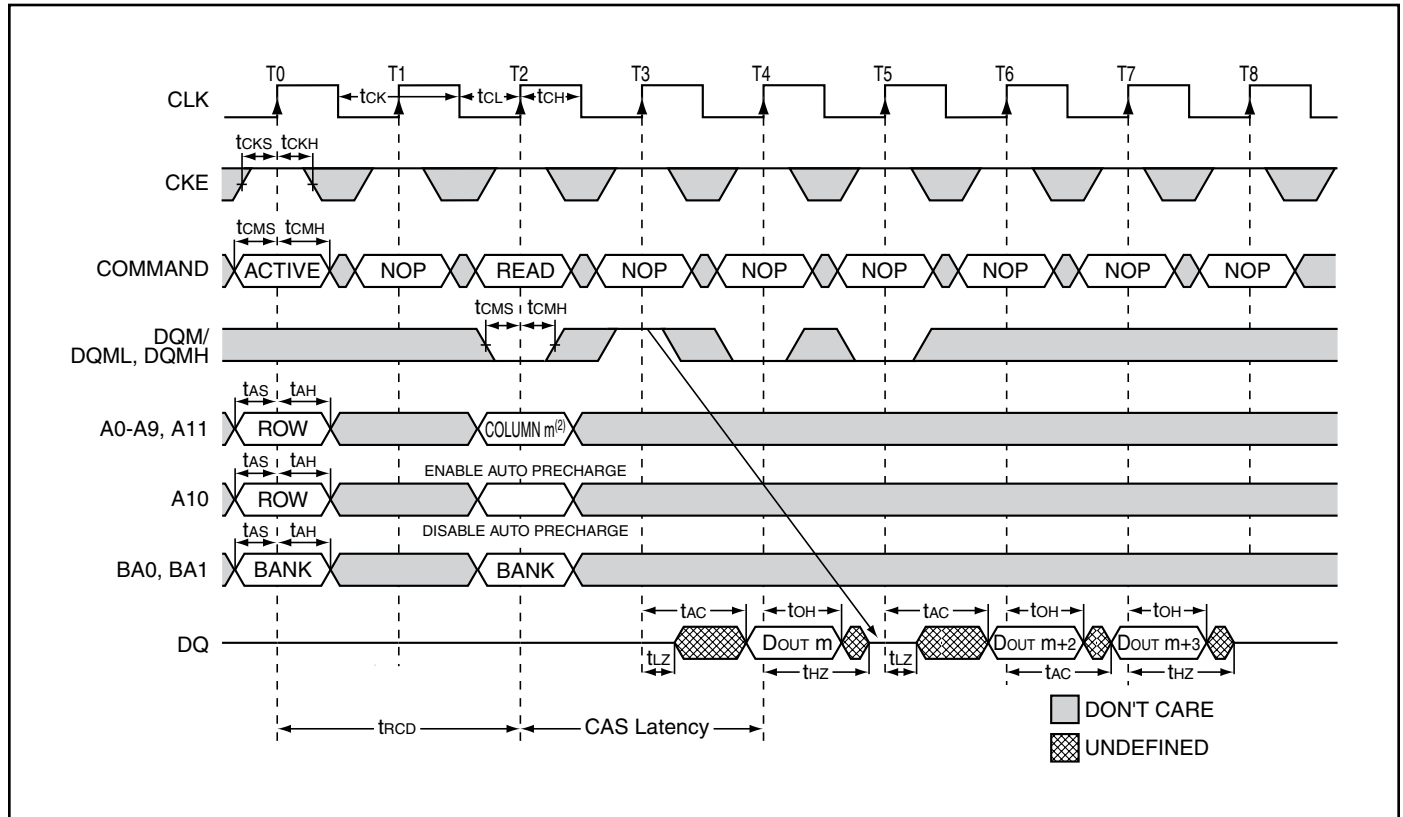 T0 T1 T2 T3 T4 T5 T6 T7 T8
CLK tCK tCL tCH
tCKS tCKH
CKE
tCMS tCMH
COMMAND ACTIVE NOP READ NOP NOP NOP NOP NOP NOP
tCMS tCMH
DQM/
DQML, DQMH
tAS tAH
A0-A9, A11 ROW COLUMN m(2)
tAS tAH ENABLE AUTO PRECHARGE
A10 ROW
tAS tAH DISABLE AUTO PRECHARGE
BA0, BA1 BANK BANK
tAC tOH tAC tOH tOH
DQ DOUT m DOUT m+2 DOUT m+3
tLZ tHZ tLZ tAC tHZ
DON'T CARE
tRCD CAS Latency
UNDEFINED